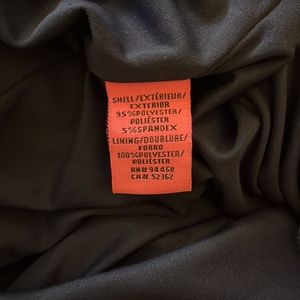 SHELL/EXTÉRIEUR/
EXTERIOR
95%POLYESTER/
POLIÉSTER
5%SPANDEX
LINING/DOUBLURE/
FORRO
100%POLYESTER/
POLIÉSTER
RN# 94468
CA# 52362